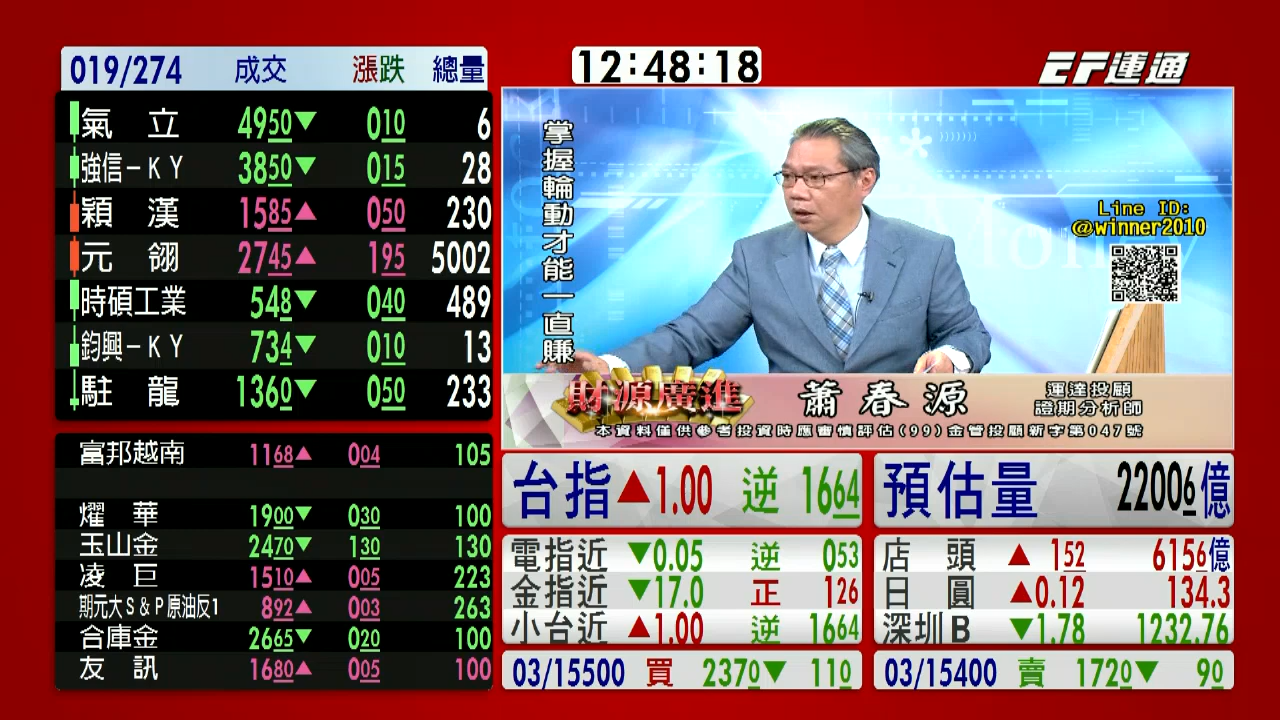 019/274 成交 漲跌 總量
氣立 4950▼ 010 6
強信-KY 3850▼ 015 28
穎漢 1585▲ 050 230
元翎 2745▲ 195 5002
時碩工業 548▼ 040 489
鈞興-KY 734▼ 010 13
駐龍 1360▼ 050 233
富邦越南 1168▲ 004 105
燿華 1900▼ 030 100
玉山金 2470▼ 130 130
凌巨 1510▲ 005 223
期元大S&P原油反1 892▲ 003 263
合庫金 2665▼ 020 100
友訊 1680▲ 005 100
12:48:18
EF運通
掌握輪動才能一直賺
Line ID:
@winner2010
財源廣進
蕭春源
運達投顧
證期分析師
本資料僅供參考投資時應審慎評估(99)金管投顧新字第047號
台指▲1.00 逆 1664
預估量 22006億
電指近 ▼0.05 逆 053
金指近 ▼17.0 正 126
小台近 ▲1.00 逆 1664
店頭 ▲ 152 6156億
日圓 ▲0.12 134.3
深圳B ▼1.78 1232.76
03/15500 買 2370▼ 110
03/15400 賣 1720▼ 90